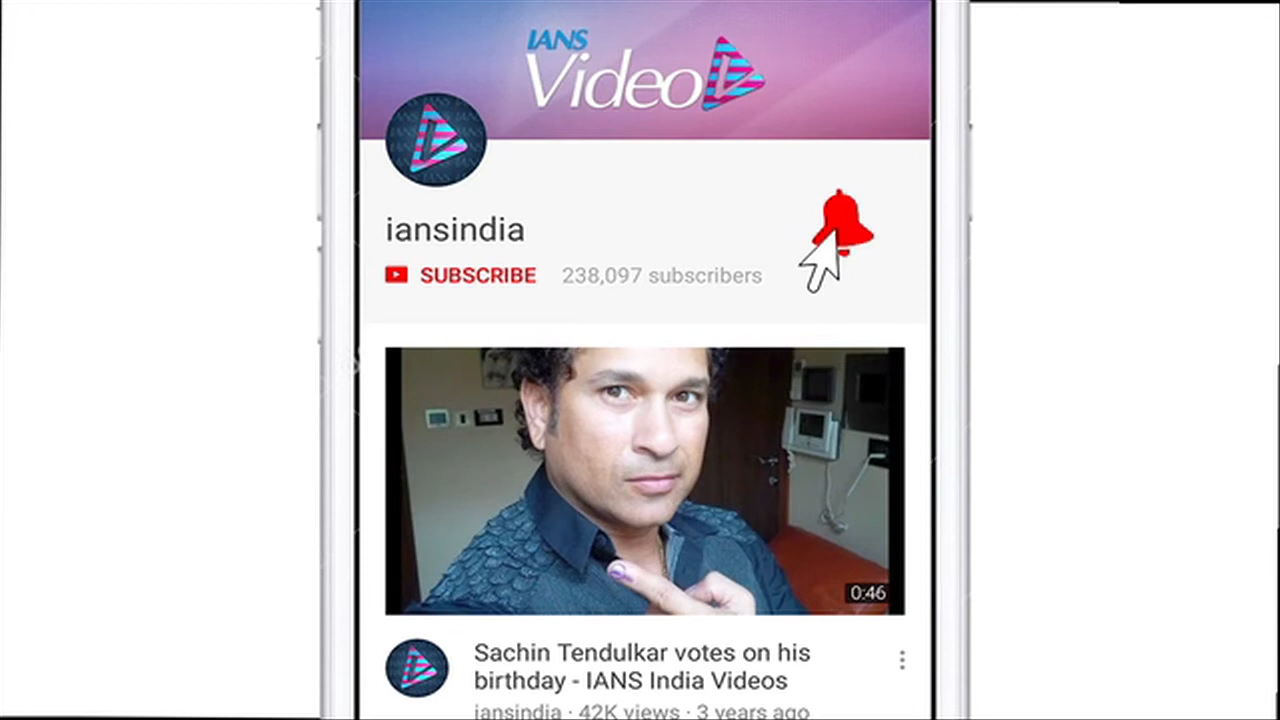 IANS
Video
iansindia
SUBSCRIBE 238,097 subscribers
0:46
Sachin Tendulkar votes on his
birthday - IANS India Videos
iansindia · 42K views · 3 years ago